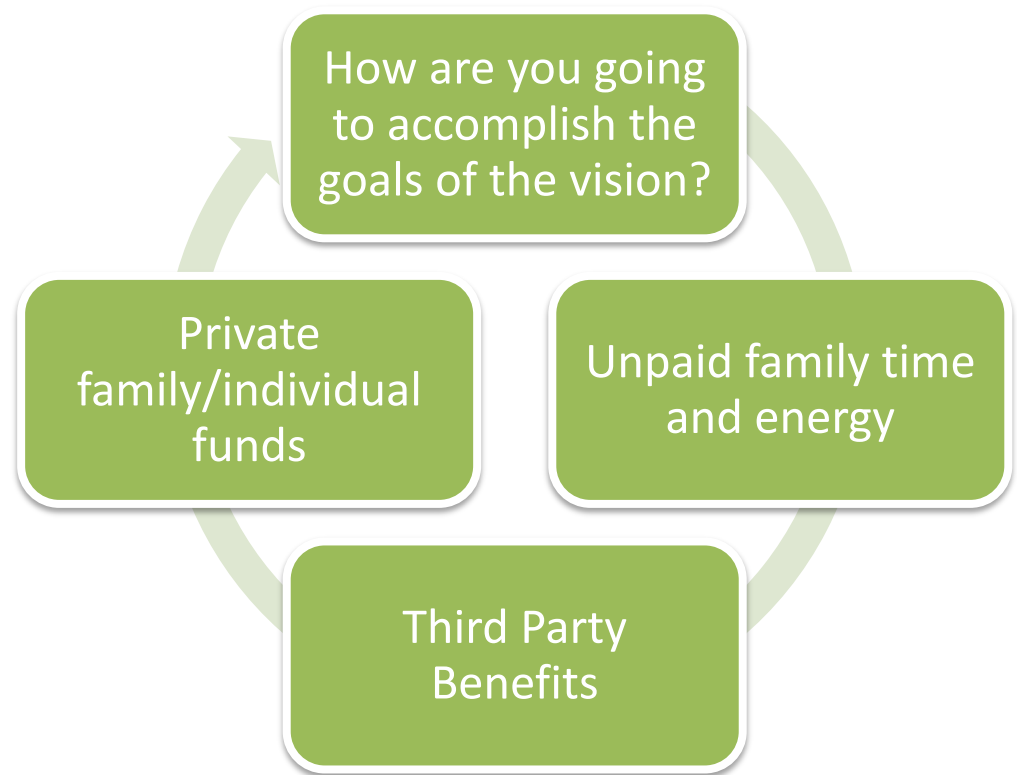 How are you going
to accomplish the
goals of the vision?
Private
family/individual
funds
Unpaid family time
and energy
Third Party
Benefits